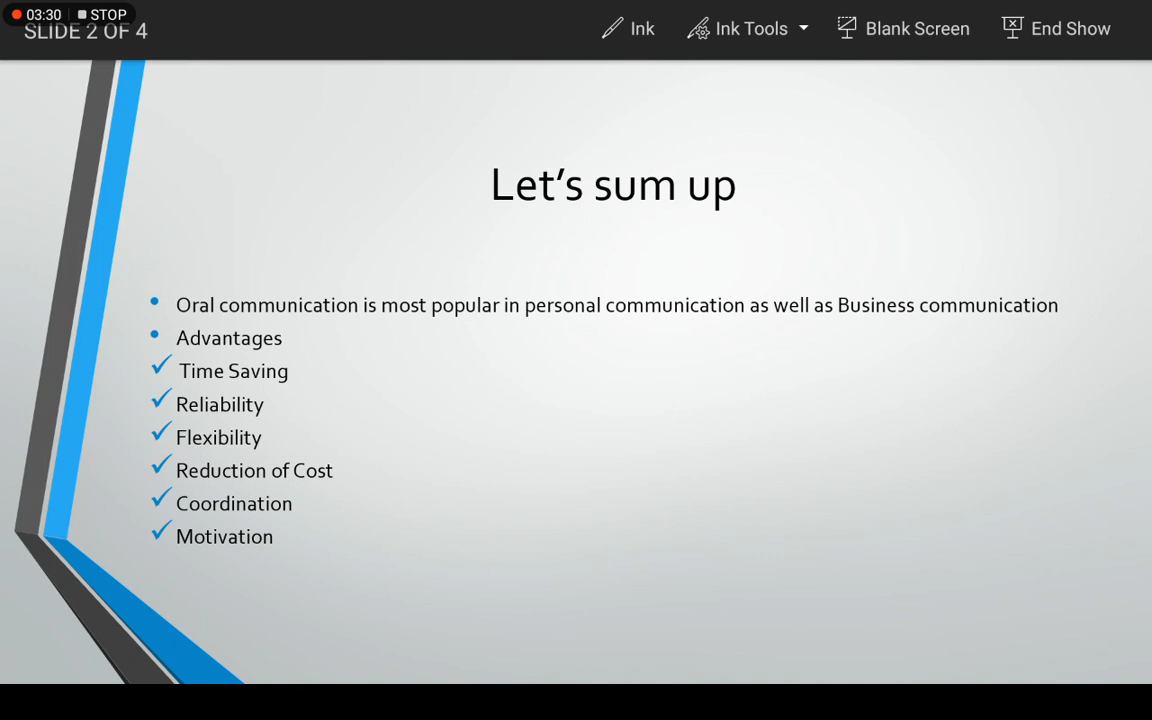 03:30 STOP
SLIDE 2 OF 4
Ink
Ink Tools
Blank Screen
End Show
Let's sum up
• Oral communication is most popular in personal communication as well as Business communication
• Advantages
✓ Time Saving
✓ Reliability
✓ Flexibility
✓ Reduction of Cost
✓ Coordination
✓ Motivation